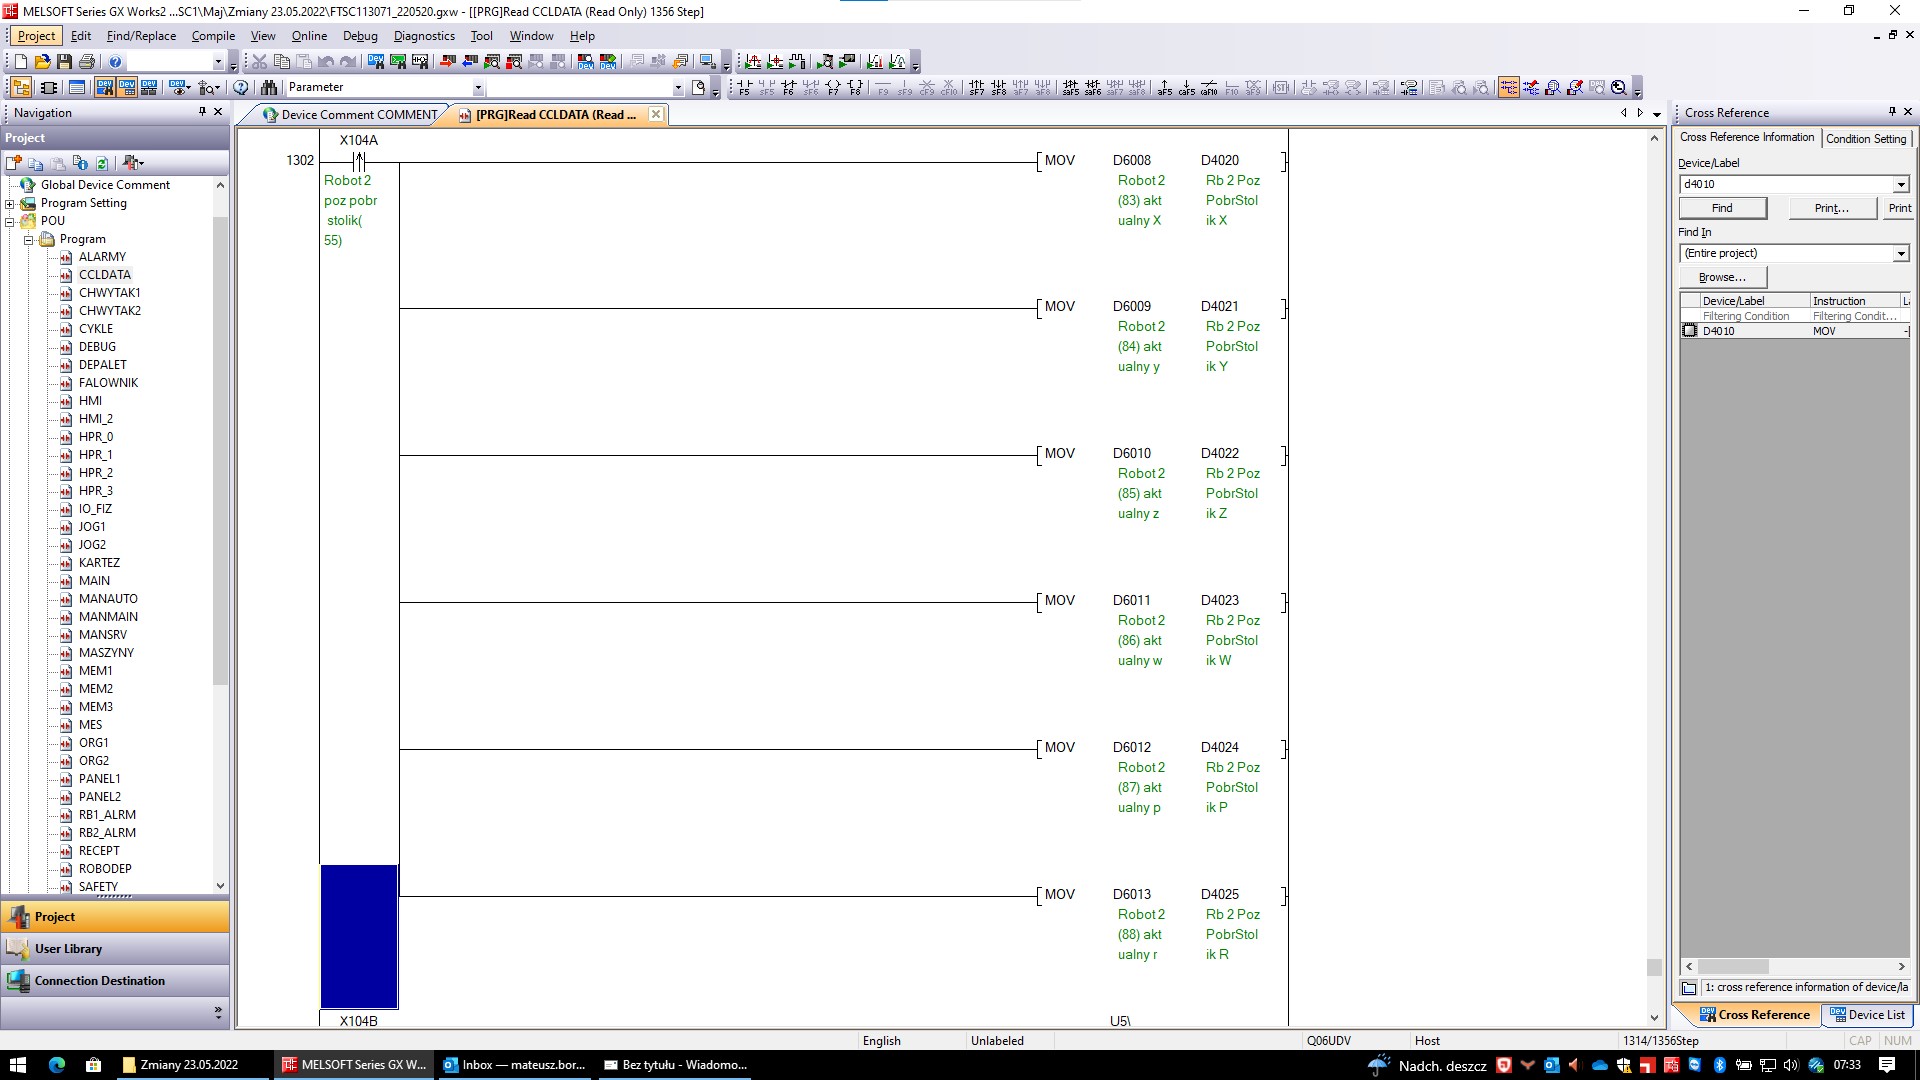 MELSOFT Series GX Works2 ...SC1\Maj\Zmiany 23.05.2022\FTSC113071_220520.gxw - [[PRG]Read CCLDATA (Read Only) 1356 Step]
Project Edit Find/Replace Compile View Online Debug Diagnostics Tool Window Help
Parameter
Navigation
Project
Global Device Comment
Program Setting
POU
Program
ALARMY
CCLDATA
CHWYTAK1
CHWYTAK2
CYKLE
DEBUG
DEPALET
FALOWNIK
HMI
HMI_2
HPR_0
HPR_1
HPR_2
HPR_3
IO_FIZ
JOG1
JOG2
KARTEZ
MAIN
MANAUTO
MANMAIN
MANSRV
MASZYNY
MEM1
MEM2
MEM3
MES
ORG1
ORG2
PANEL1
PANEL2
RB1_ALRM
RB2_ALRM
RECEPT
ROBODEP
SAFETY
Project
User Library
Connection Destination
Device Comment COMMENT
[PRG]Read CCLDATA (Read ...
X104A
1302
Robot 2
poz pobr
stolik(
55)
MOV D6008 D4020
Robot 2 Rb 2 Poz
(83) akt PobrStol
ualny X ik X
MOV D6009 D4021
Robot 2 Rb 2 Poz
(84) akt PobrStol
ualny y ik Y
MOV D6010 D4022
Robot 2 Rb 2 Poz
(85) akt PobrStol
ualny z ik Z
MOV D6011 D4023
Robot 2 Rb 2 Poz
(86) akt PobrStol
ualny w ik W
MOV D6012 D4024
Robot 2 Rb 2 Poz
(87) akt PobrStol
ualny p ik P
MOV D6013 D4025
Robot 2 Rb 2 Poz
(88) akt PobrStol
ualny r ik R
X104B U5\
Cross Reference
Cross Reference Information Condition Setting
Device/Label
d4010
Find Print... Print
Find In
(Entire project)
Browse...
Device/Label Instruction
Filtering Condition Filtering Condit...
D4010 MOV
1: cross reference information of device/la
Cross Reference Device List
English Unlabeled Q06UDV Host 1314/1356Step CAP NUM
Zmiany 23.05.2022
MELSOFT Series GX W...
Inbox — mateusz.bor...
Bez tytułu - Wiadomo...
Nadch. deszcz
07:33